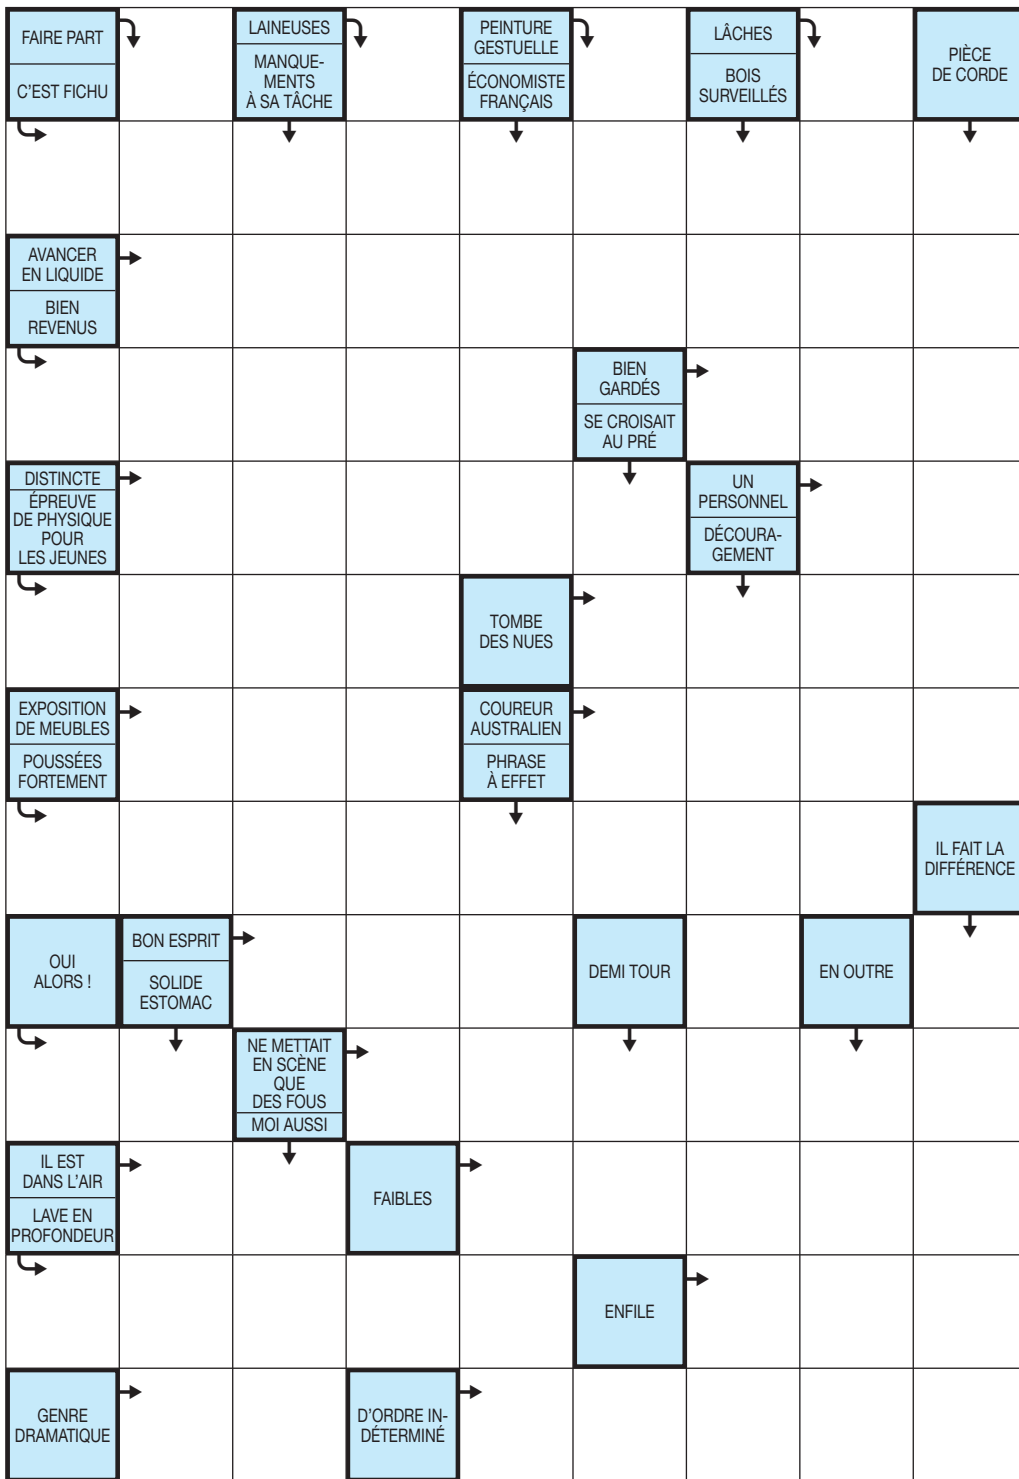 FAIRE PART
C'EST FICHU
LAINEUSES
MANQUE-
MENTS
À SA TÂCHE
PEINTURE
GESTUELLE
ÉCONOMISTE
FRANÇAIS
LÂCHES
BOIS
SURVEILLÉS
PIÈCE
DE CORDE
AVANCER
EN LIQUIDE
BIEN
REVENUS
BIEN
GARDÉS
SE CROISAIT
AU PRÉ
DISTINCTE
ÉPREUVE
DE PHYSIQUE
POUR
LES JEUNES
UN
PERSONNEL
DÉCOURA-
GEMENT
TOMBE
DES NUES
EXPOSITION
DE MEUBLES
POUSSÉES
FORTEMENT
COUREUR
AUSTRALIEN
PHRASE
À EFFET
IL FAIT LA
DIFFÉRENCE
OUI
ALORS !
BON ESPRIT
SOLIDE
ESTOMAC
DEMI TOUR
EN OUTRE
NE METTAIT
EN SCÈNE
QUE
DES FOUS
MOI AUSSI
IL EST
DANS L'AIR
LAVE EN
PROFONDEUR
FAIBLES
ENFILE
GENRE
DRAMATIQUE
D'ORDRE IN-
DÉTERMINÉ